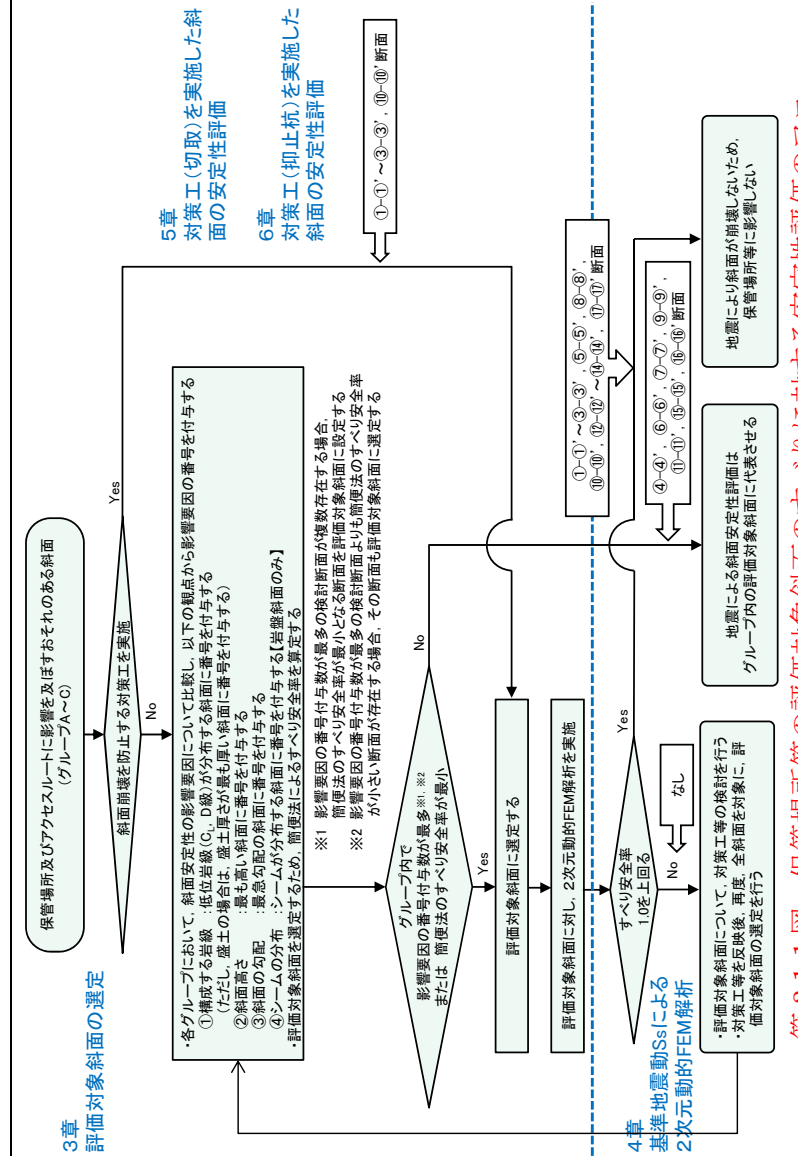 3章
評価対象斜面の選定
保管場所及びアクセスルートに影響を及ぼすおそれのある斜面
(グループA~C)
斜面崩壊を防止する対策工を実施
Yes
No
5章
対策工(切取)を実施した斜
面の安定性評価
6章
対策工(抑止杭)を実施した
斜面の安定性評価
①-①'~③-③', ⑩-⑩' 断面
・各グループにおいて, 斜面安定性の影響要因について比較し, 以下の観点から影響要因の番号を付与する
①構成する岩級 :低位岩級(CL, D級)が分布する斜面に番号を付与する
(ただし, 盛土の場合は, 盛土厚さが最も厚い斜面に番号を付与する)
②斜面高さ :最も高い斜面に番号を付与する
③斜面の勾配 :最急勾配の斜面に番号を付与する
④シームの分布 :シームが分布する斜面に番号を付与する【岩盤斜面のみ】
・評価対象斜面を選定するため, 簡便法によるすべり安全率を算定する
※1 影響要因の番号付与数が最多の検討断面が複数存在する場合,
簡便法のすべり安全率が最小となる断面を評価対象斜面に設定する
※2 影響要因の番号付与数が最多の検討断面よりも簡便法のすべり安全率
が小さい断面が存在する場合, その断面も評価対象斜面に選定する
グループ内で
影響要因の番号付与数が最多※1, ※2
または 簡便法のすべり安全率が最小
No
Yes
評価対象斜面に選定する
評価対象斜面に対し, 2次元動的FEM解析を実施
①-①'~③-③', ⑤-⑤', ⑧-⑧',
⑩-⑩', ⑫-⑫'~⑭-⑭', ⑰-⑰' 断面
4章
基準地震動Ssによる
2次元動的FEM解析
すべり安全率
1.0を上回る
Yes
No
なし
④-④', ⑥-⑥', ⑦-⑦', ⑨-⑨',
⑪-⑪', ⑮-⑮', ⑯-⑯' 断面
・評価対象斜面について, 対策工等の検討を行う
・対策工等を反映後, 再度, 全斜面を対象に, 評
価対象斜面の選定を行う
地震による斜面安定性評価は
グループ内の評価対象斜面に代表させる
地震により斜面が崩壊しないため,
保管場所等に影響しない